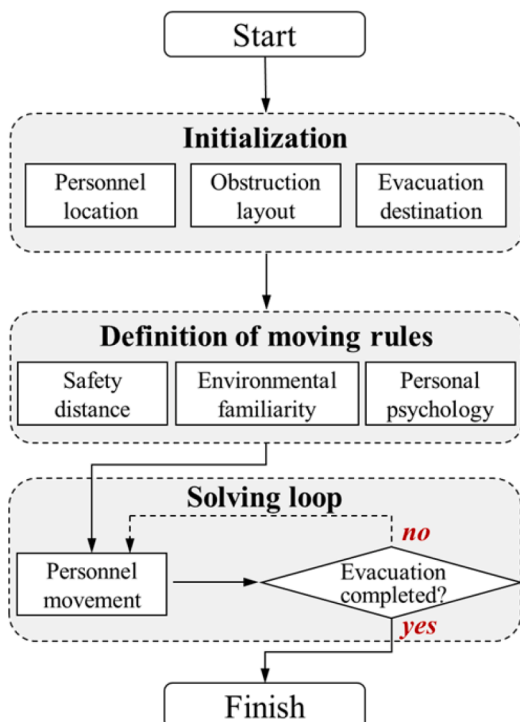 Start
Initialization
Personnel
location
Obstruction
layout
Evacuation
destination
Definition of moving rules
Safety
distance
Environmental
familiarity
Personal
psychology
Solving loop
no
Personnel
movement
Evacuation
completed?
yes
Finish